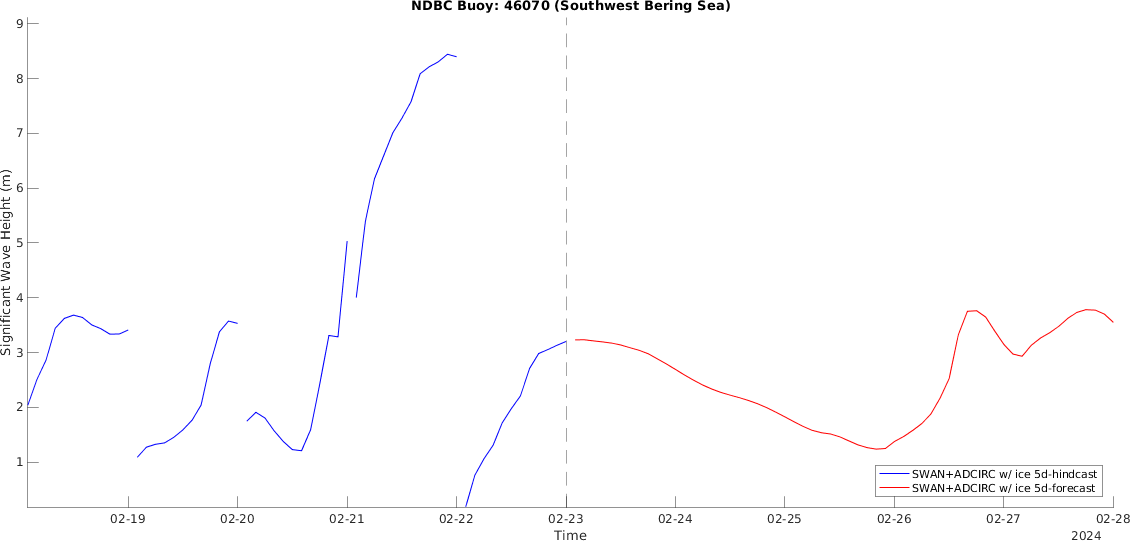 NDBC Buoy: 46070 (Southwest Bering Sea)
Significant Wave Height (m)
9
8
7
6
5
4
3
2
1
SWAN+ADCIRC w/ ice 5d-hindcast
SWAN+ADCIRC w/ ice 5d-forecast
02-19 02-20 02-21 02-22 02-23 02-24 02-25 02-26 02-27 02-28
Time
2024